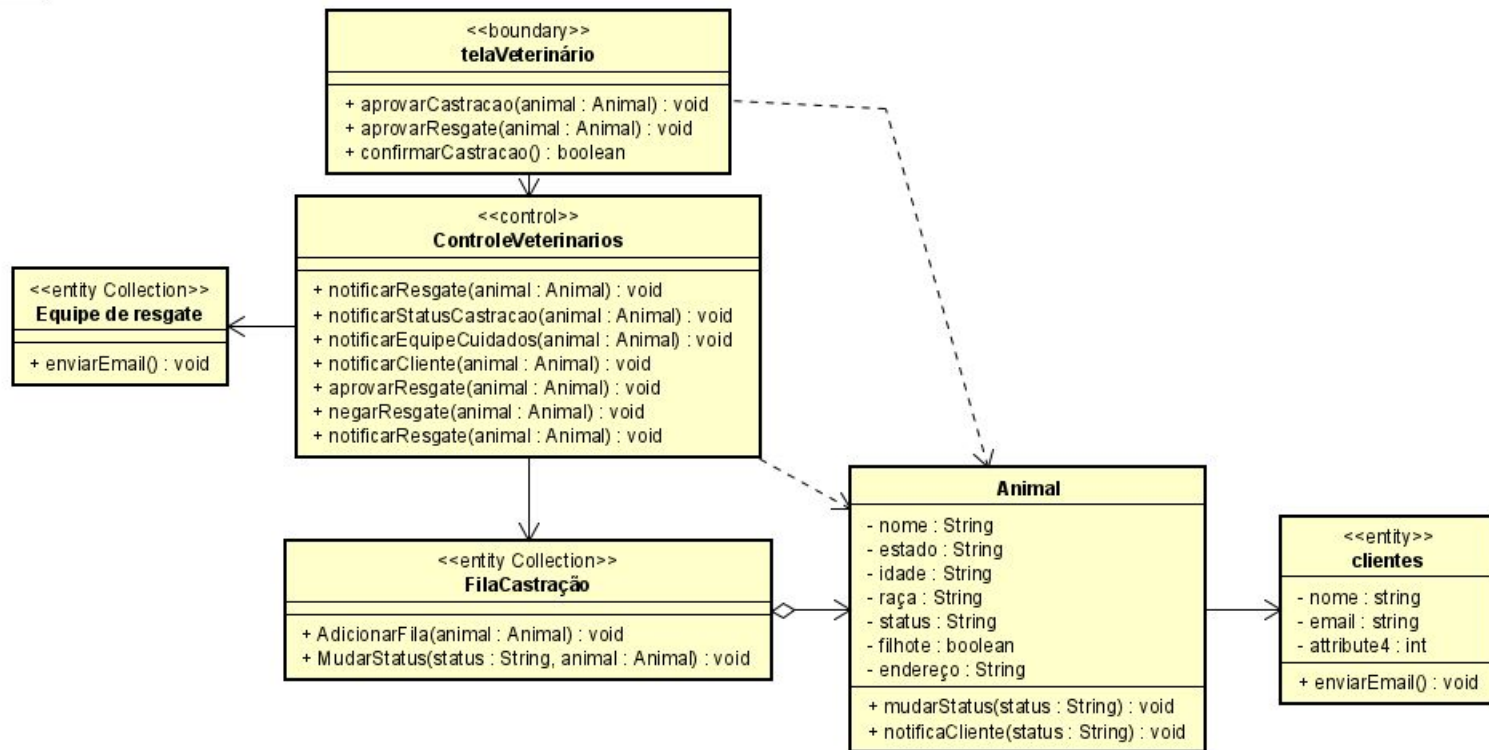 <<boundary>>
telaVeterinário
+ aprovarCastracao(animal : Animal) : void
+ aprovarResgate(animal : Animal) : void
+ confirmarCastracao() : boolean
<<control>>
ControleVeterinarios
+ notificarResgate(animal : Animal) : void
+ notificarStatusCastracao(animal : Animal) : void
+ notificarEquipeCuidados(animal : Animal) : void
+ notificarCliente(animal : Animal) : void
+ aprovarResgate(animal : Animal) : void
+ negarResgate(animal : Animal) : void
+ notificarResgate(animal : Animal) : void
<<entity Collection>>
Equipe de resgate
+ enviarEmail() : void
<<entity Collection>>
FilaCastração
+ AdicionarFila(animal : Animal) : void
+ MudarStatus(status : String, animal : Animal) : void
Animal
- nome : String
- estado : String
- idade : String
- raça : String
- status : String
- filhote : boolean
- endereço : String
+ mudarStatus(status : String) : void
+ notificaCliente(status : String) : void
<<entity>>
clientes
- nome : string
- email : string
- attribute4 : int
+ enviarEmail() : void